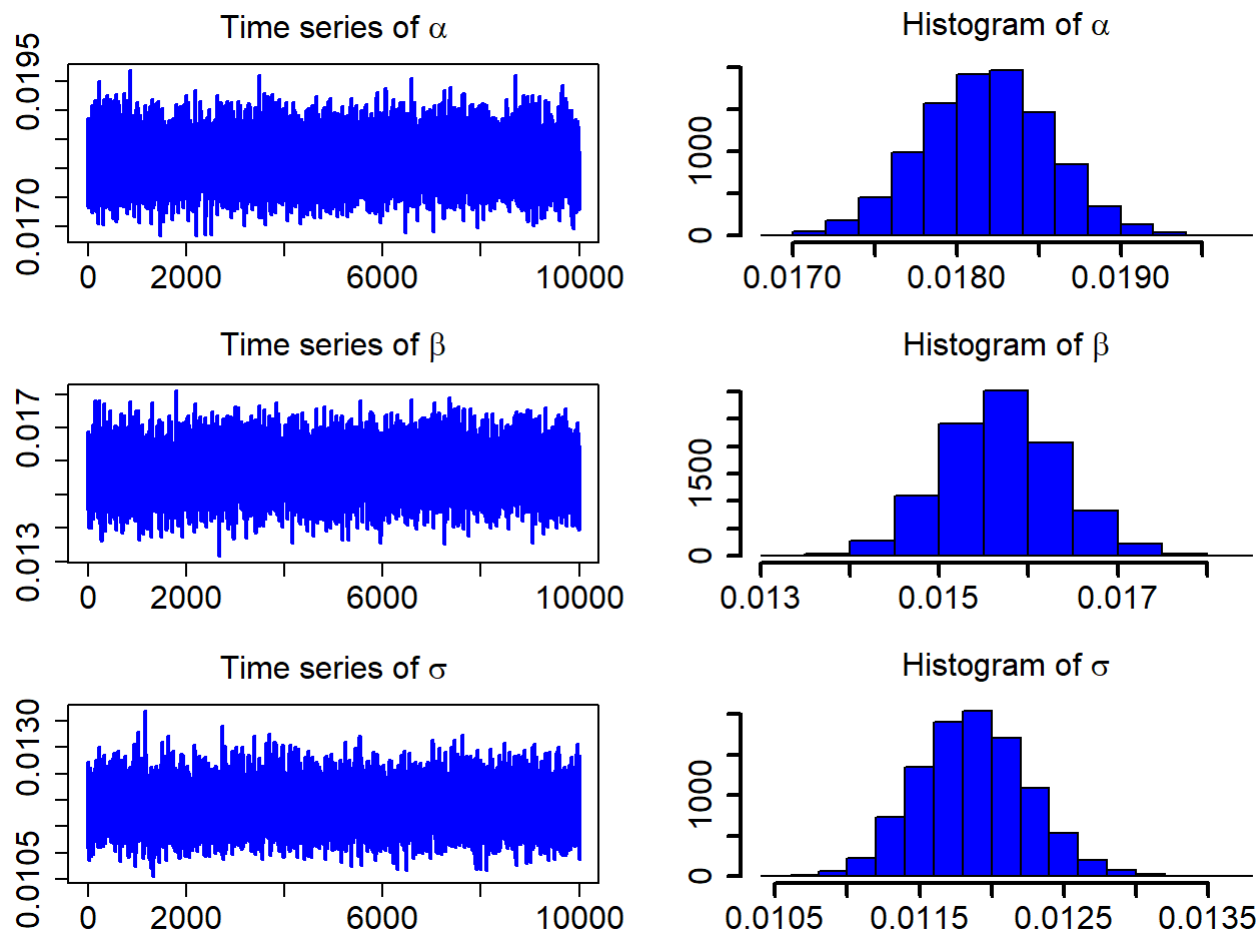 Time series of α
0.0195
0.0170
0 2000 6000 10000
Histogram of α
1000
0
0.0170 0.0180 0.0190
Time series of β
0.017
0.013
0 2000 6000 10000
Histogram of β
1500
0
0.013 0.015 0.017
Time series of σ
0.0130
0.0105
0 2000 6000 10000
Histogram of σ
1000
0
0.0105 0.0115 0.0125 0.0135